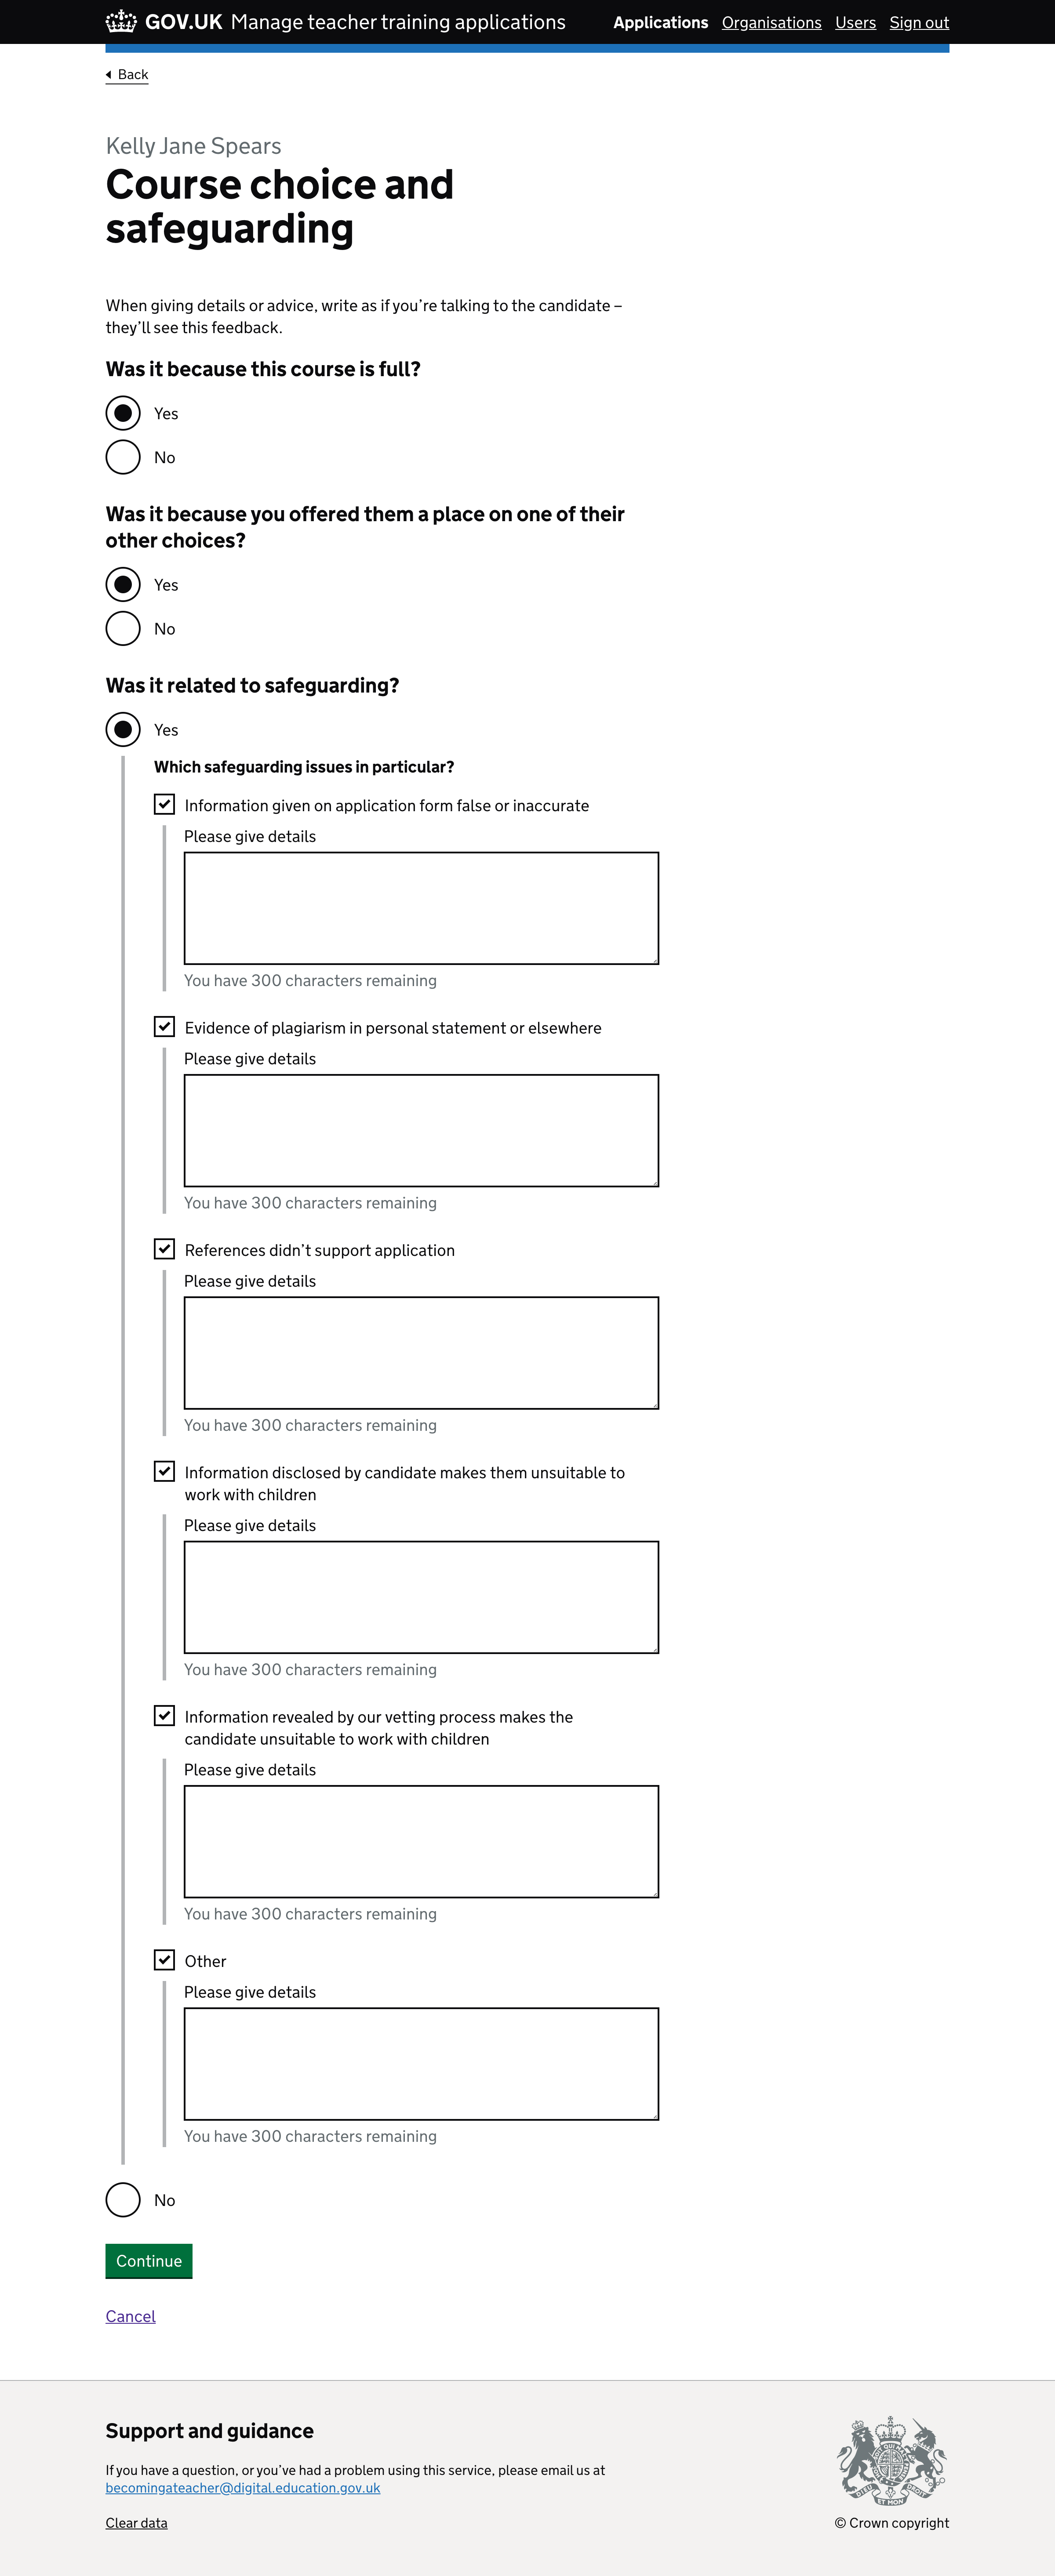 GOV.UK Manage teacher training applications Applications Organisations Users Sign out
Back
Kelly Jane Spears
Course choice and
safeguarding
When giving details or advice, write as if you’re talking to the candidate –
they’ll see this feedback.
Was it because this course is full?
Yes
No
Was it because you offered them a place on one of their
other choices?
Yes
No
Was it related to safeguarding?
Yes
Which safeguarding issues in particular?
Information given on application form false or inaccurate
Please give details
You have 300 characters remaining
Evidence of plagiarism in personal statement or elsewhere
Please give details
You have 300 characters remaining
References didn’t support application
Please give details
You have 300 characters remaining
Information disclosed by candidate makes them unsuitable to
work with children
Please give details
You have 300 characters remaining
Information revealed by our vetting process makes the
candidate unsuitable to work with children
Please give details
You have 300 characters remaining
Other
Please give details
You have 300 characters remaining
No
Continue
Cancel
Support and guidance
If you have a question, or you’ve had a problem using this service, please email us at
becomingateacher@digital.education.gov.uk
Clear data
© Crown copyright